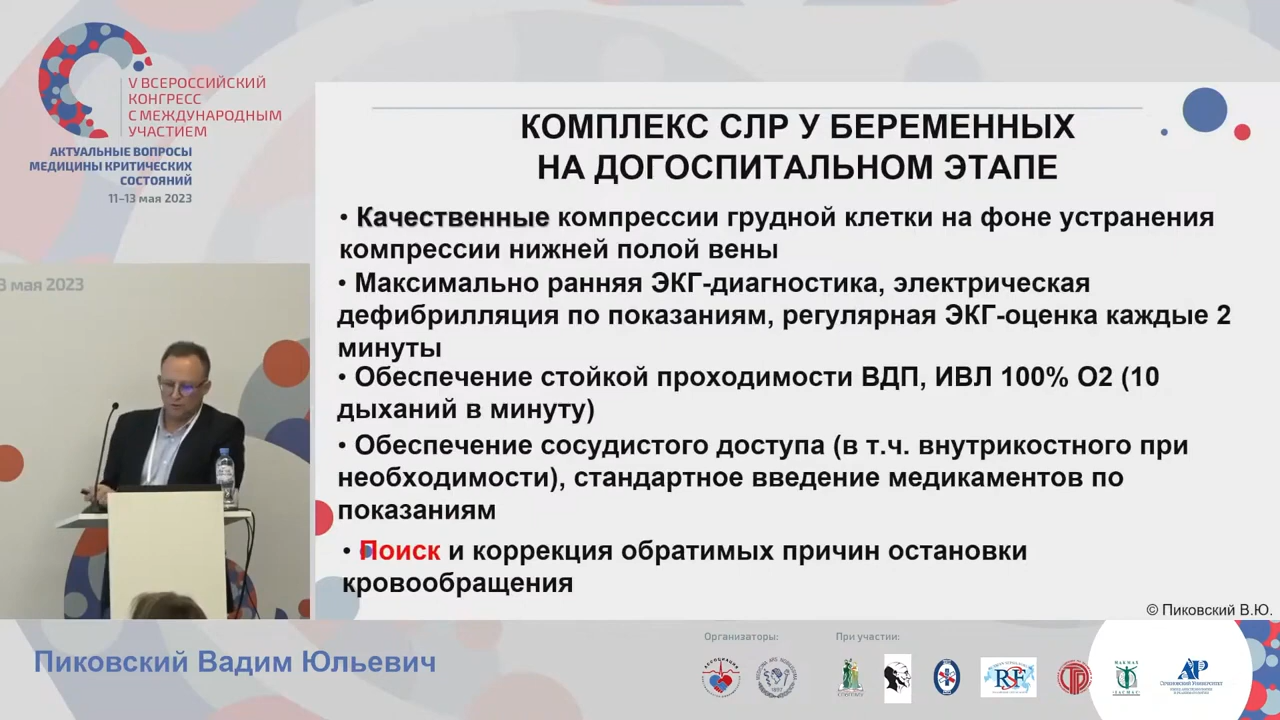 V ВСЕРОССИЙСКИЙ
КОНГРЕСС
С МЕЖДУНАРОДНЫМ
УЧАСТИЕМ
АКТУАЛЬНЫЕ ВОПРОСЫ
МЕДИЦИНЫ КРИТИЧЕСКИХ
СОСТОЯНИЙ
11–13 мая 2023
3 мая 2023
КОМПЛЕКС СЛР У БЕРЕМЕННЫХ
НА ДОГОСПИТАЛЬНОМ ЭТАПЕ
• Качественные компрессии грудной клетки на фоне устранения
компрессии нижней полой вены
• Максимально ранняя ЭКГ-диагностика, электрическая
дефибрилляция по показаниям, регулярная ЭКГ-оценка каждые 2
минуты
• Обеспечение стойкой проходимости ВДП, ИВЛ 100% О2 (10
дыханий в минуту)
• Обеспечение сосудистого доступа (в т.ч. внутрикостного при
необходимости), стандартное введение медикаментов по
показаниям
• Поиск и коррекция обратимых причин остановки
кровообращения
© Пиковский В.Ю.
Пиковский Вадим Юльевич
Организаторы:
При участии: